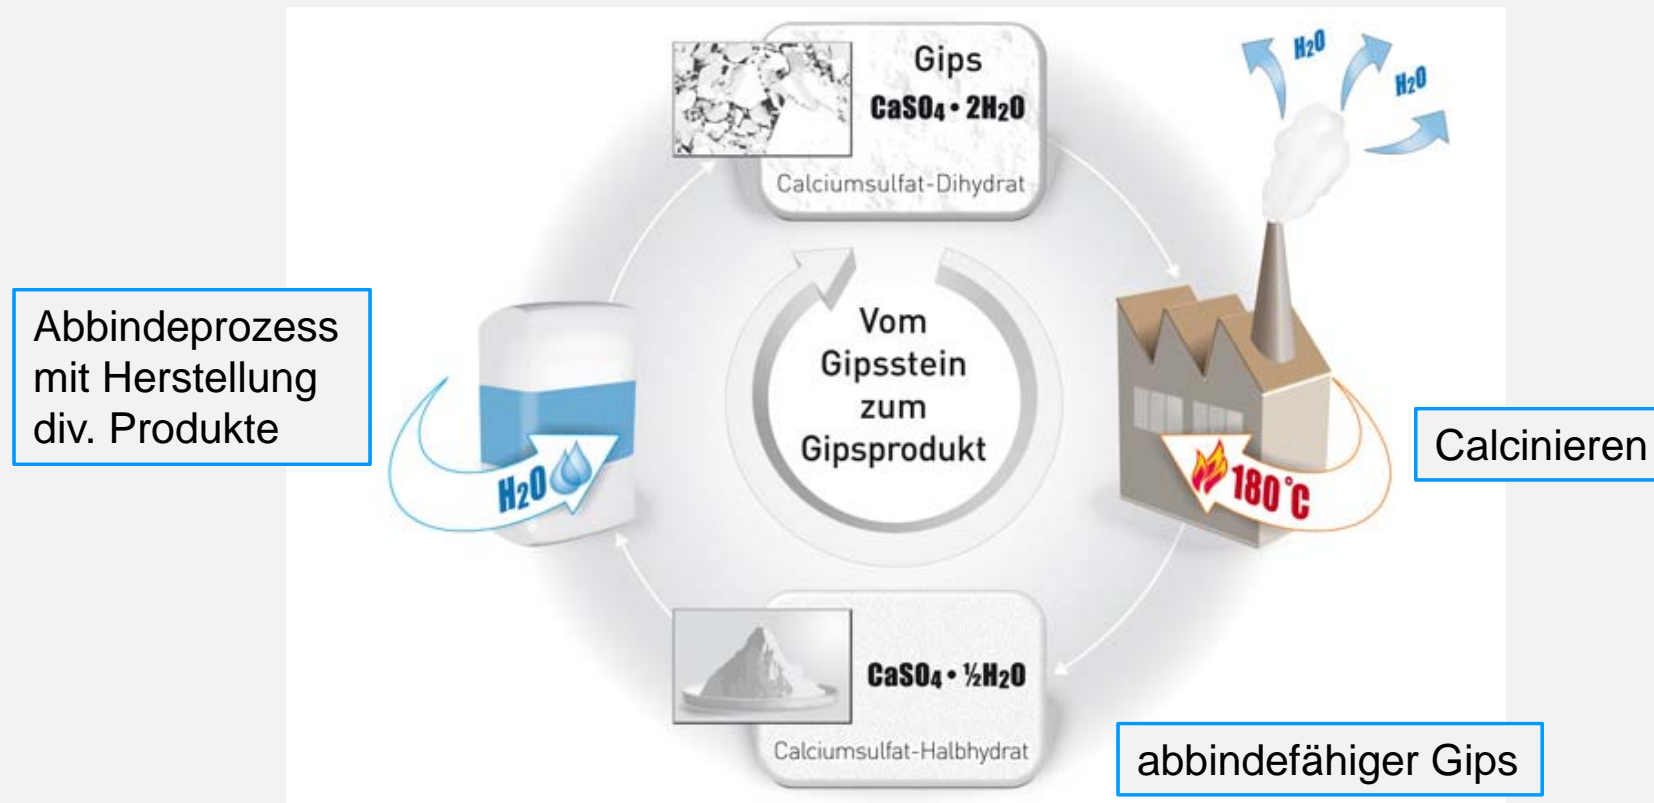 Gips
CaSO₄ • 2H₂O
Calciumsulfat-Dihydrat
H₂O
H₂O
Abbindeprozess
mit Herstellung
div. Produkte
H₂O
Vom
Gipsstein
zum
Gipsprodukt
180°C
Calcinieren
CaSO₄ • ½H₂O
Calciumsulfat-Halbhydrat
abbindefähiger Gips